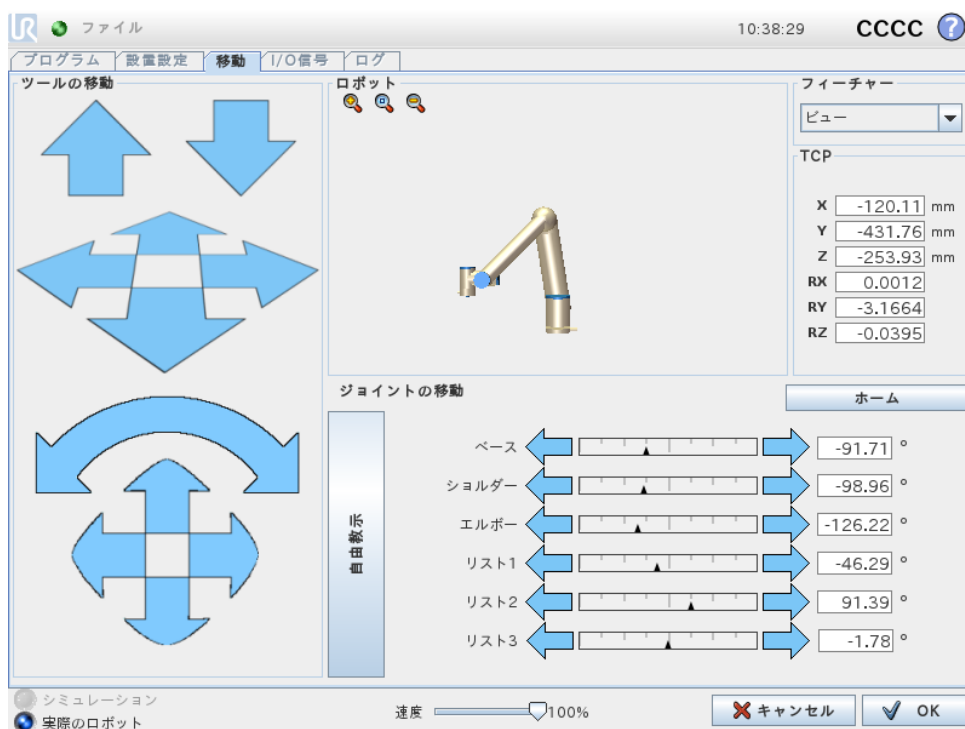 UR ファイル 10:38:29 CCCC ?
プログラム 設置設定 移動 I/O信号 ログ
ツールの移動
ロボット
フィーチャー
ビュー
TCP
X -120.11 mm
Y -431.76 mm
Z -253.93 mm
RX 0.0012
RY -3.1664
RZ -0.0395
ジョイントの移動
ホーム
自由教示
ベース -91.71 °
ショルダー -98.96 °
エルボー -126.22 °
リスト1 -46.29 °
リスト2 91.39 °
リスト3 -1.78 °
シミュレーション
実際のロボット
速度 100%
キャンセル
OK